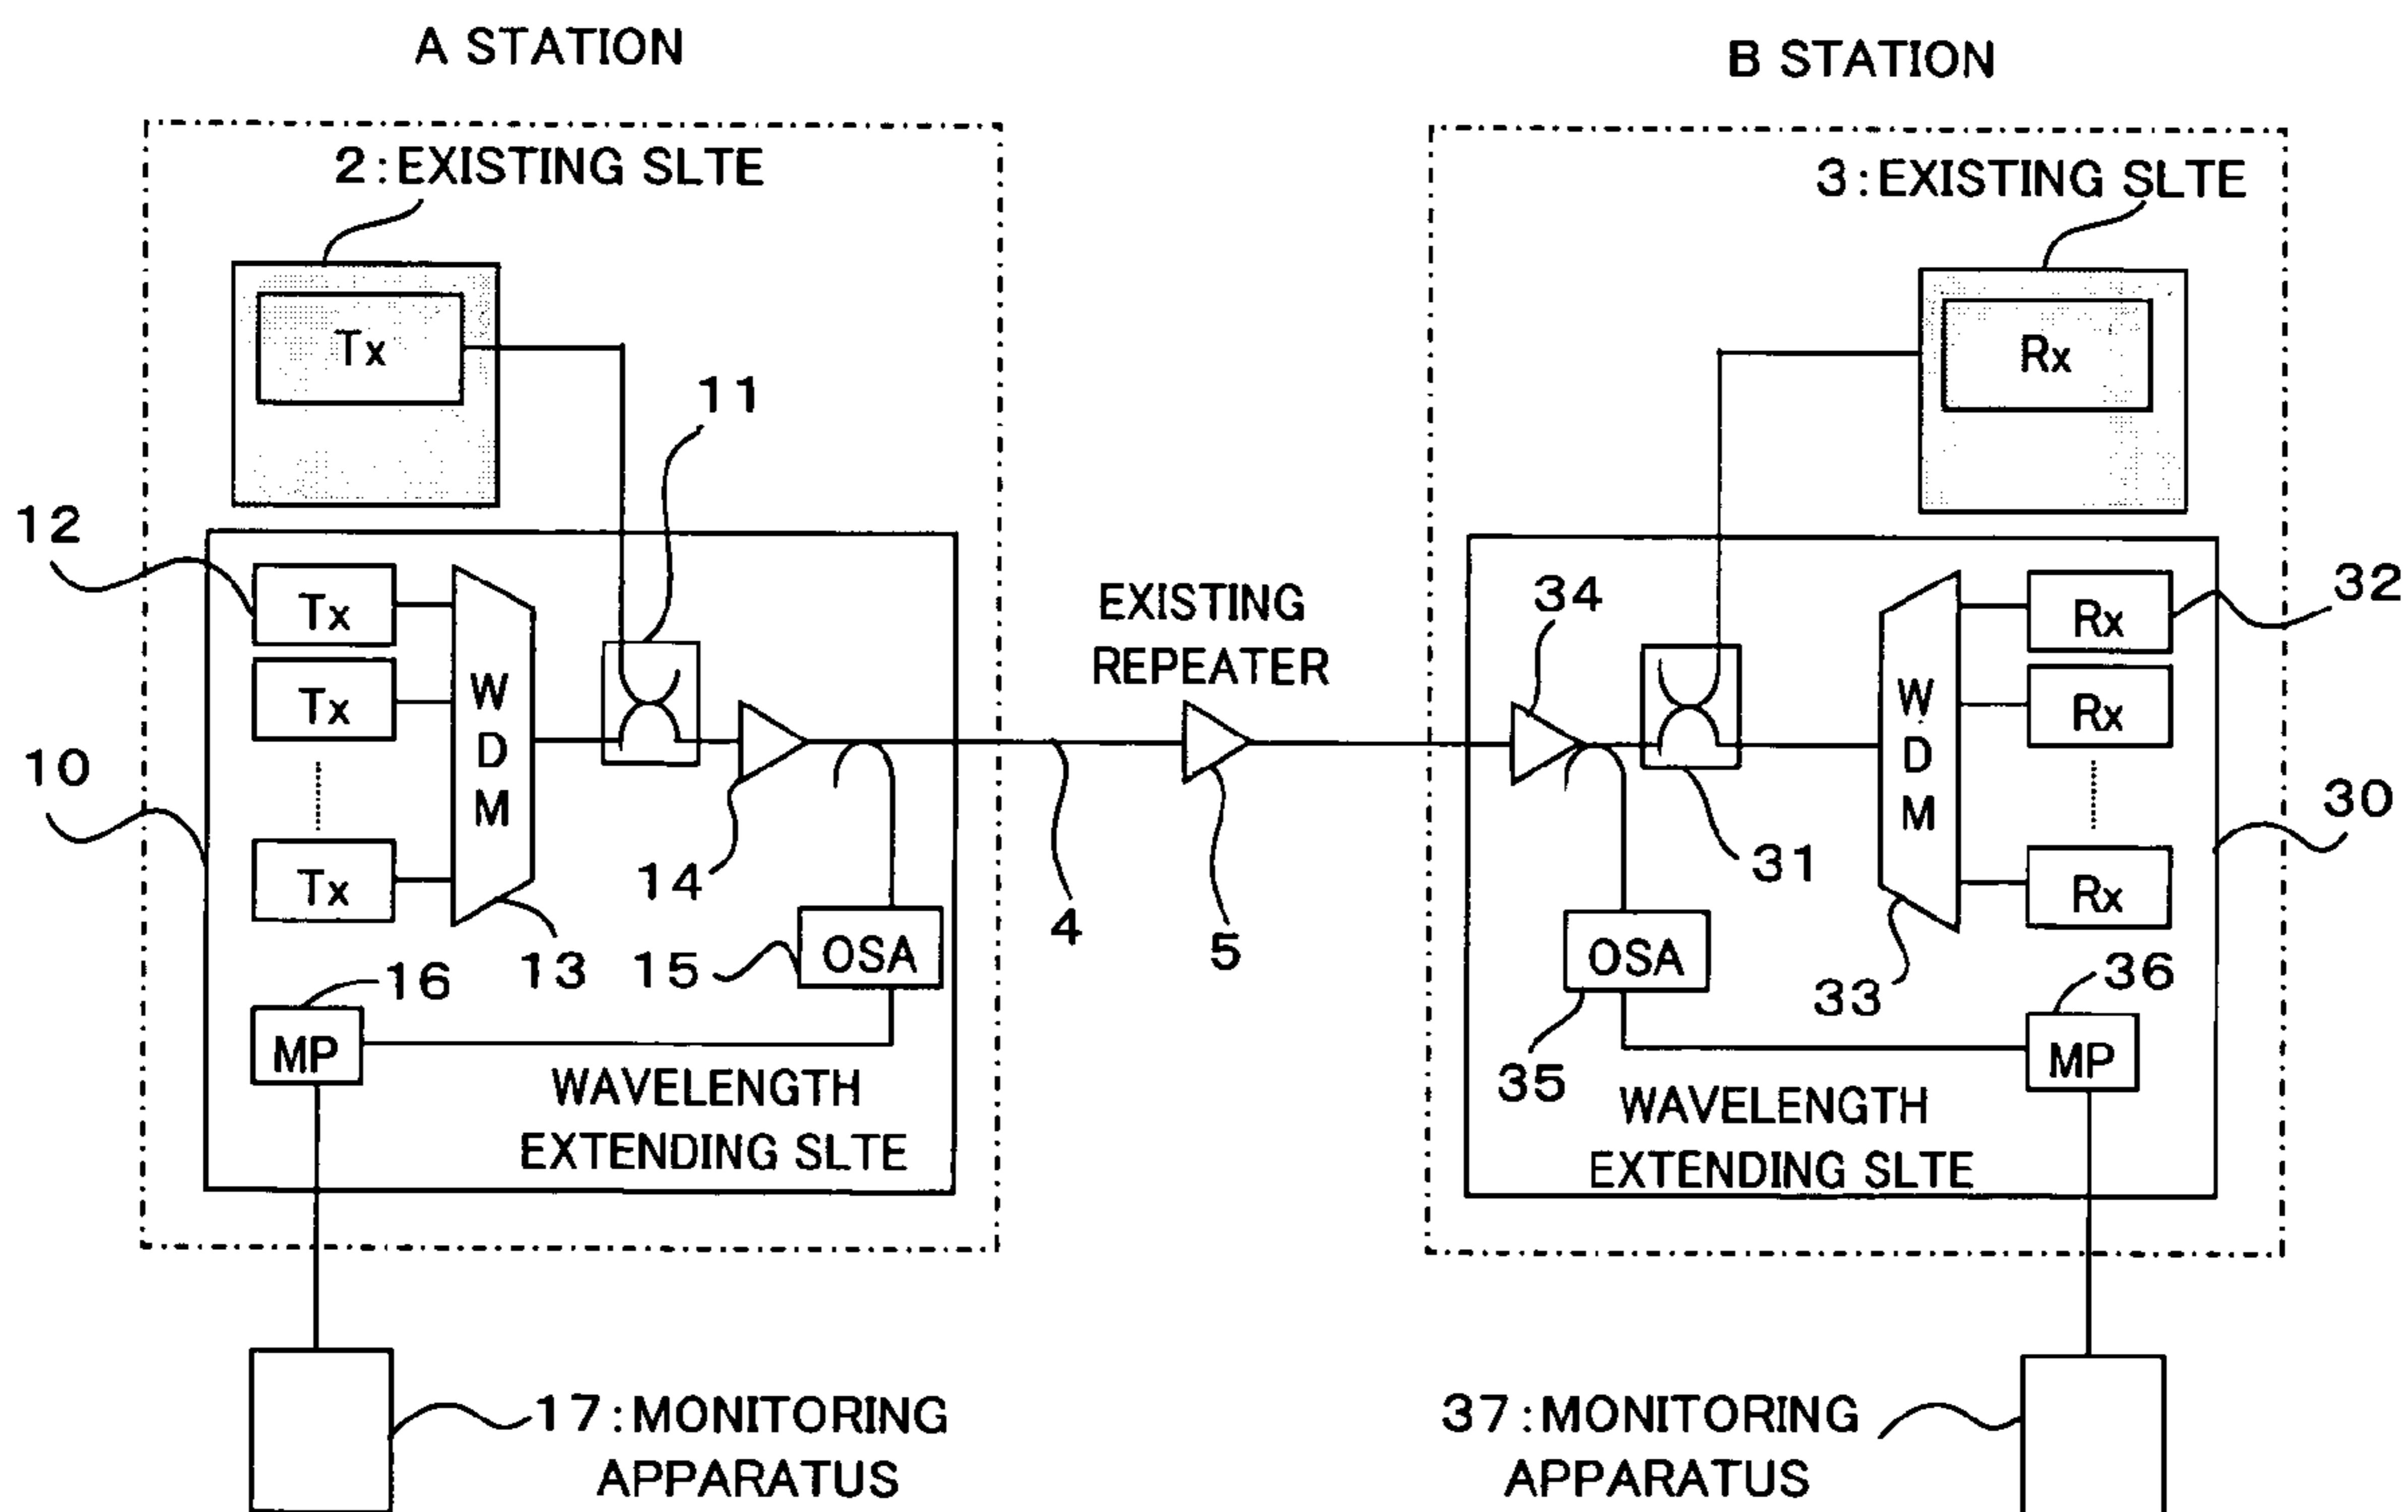 A STATION
B STATION
2:EXISTING SLTE
3:EXISTING SLTE
Tx
Rx
11
12
Tx
Tx
Tx
W
D
M
10
13
14
15
OSA
16
MP
WAVELENGTH
EXTENDING SLTE
17:MONITORING
APPARATUS
EXISTING
REPEATER
4
5
34
31
32
Rx
Rx
Rx
W
D
M
30
33
OSA
35
36
MP
WAVELENGTH
EXTENDING SLTE
37:MONITORING
APPARATUS